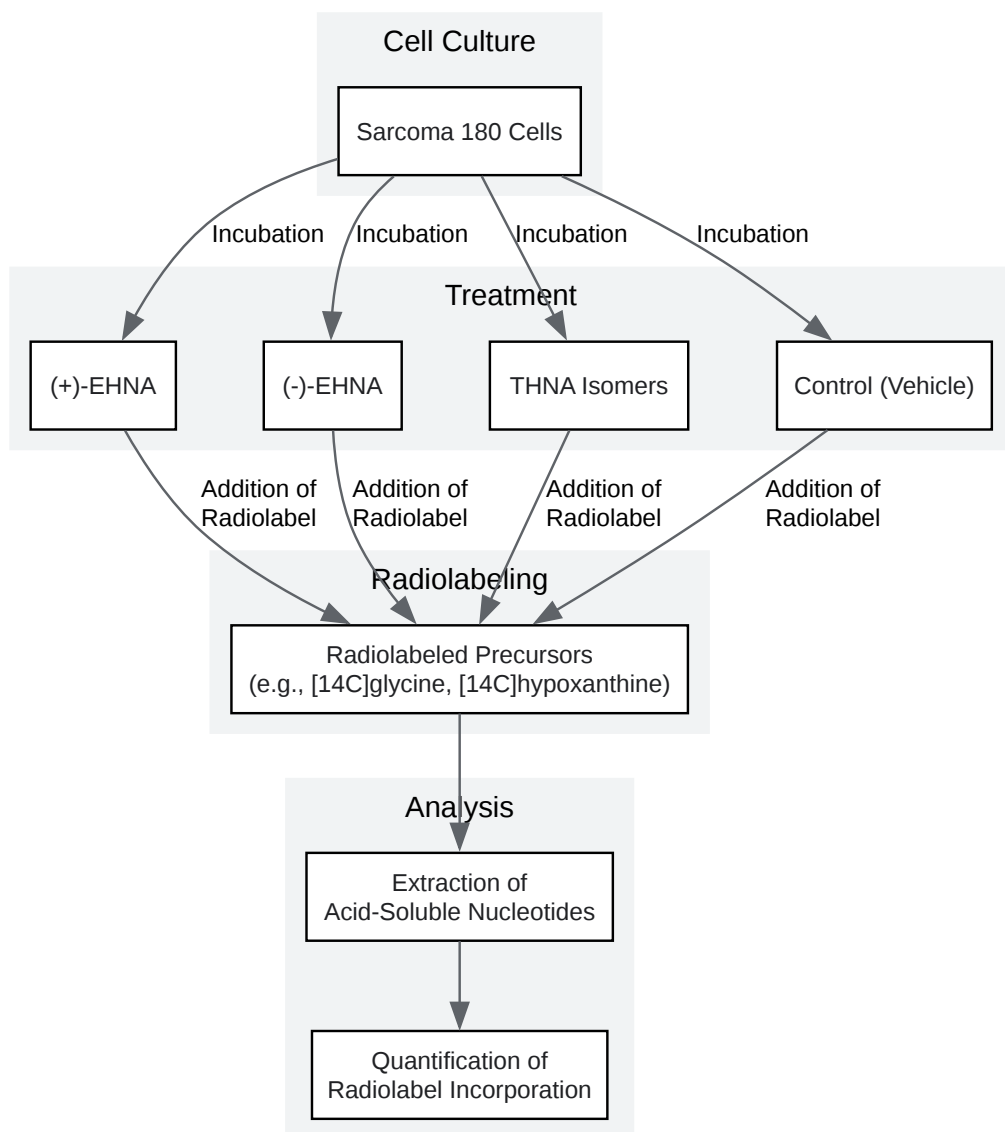 Cell Culture
Sarcoma 180 Cells
Incubation
Incubation
Incubation
Incubation
Treatment
(+)-EHNA
(-)-EHNA
THNA Isomers
Control (Vehicle)
Addition of
Radiolabel
Addition of
Radiolabel
Addition of
Radiolabel
Addition of
Radiolabel
Radiolabeling
Radiolabeled Precursors
(e.g., [14C]glycine, [14C]hypoxanthine)
Analysis
Extraction of
Acid-Soluble Nucleotides
Quantification of
Radiolabel Incorporation